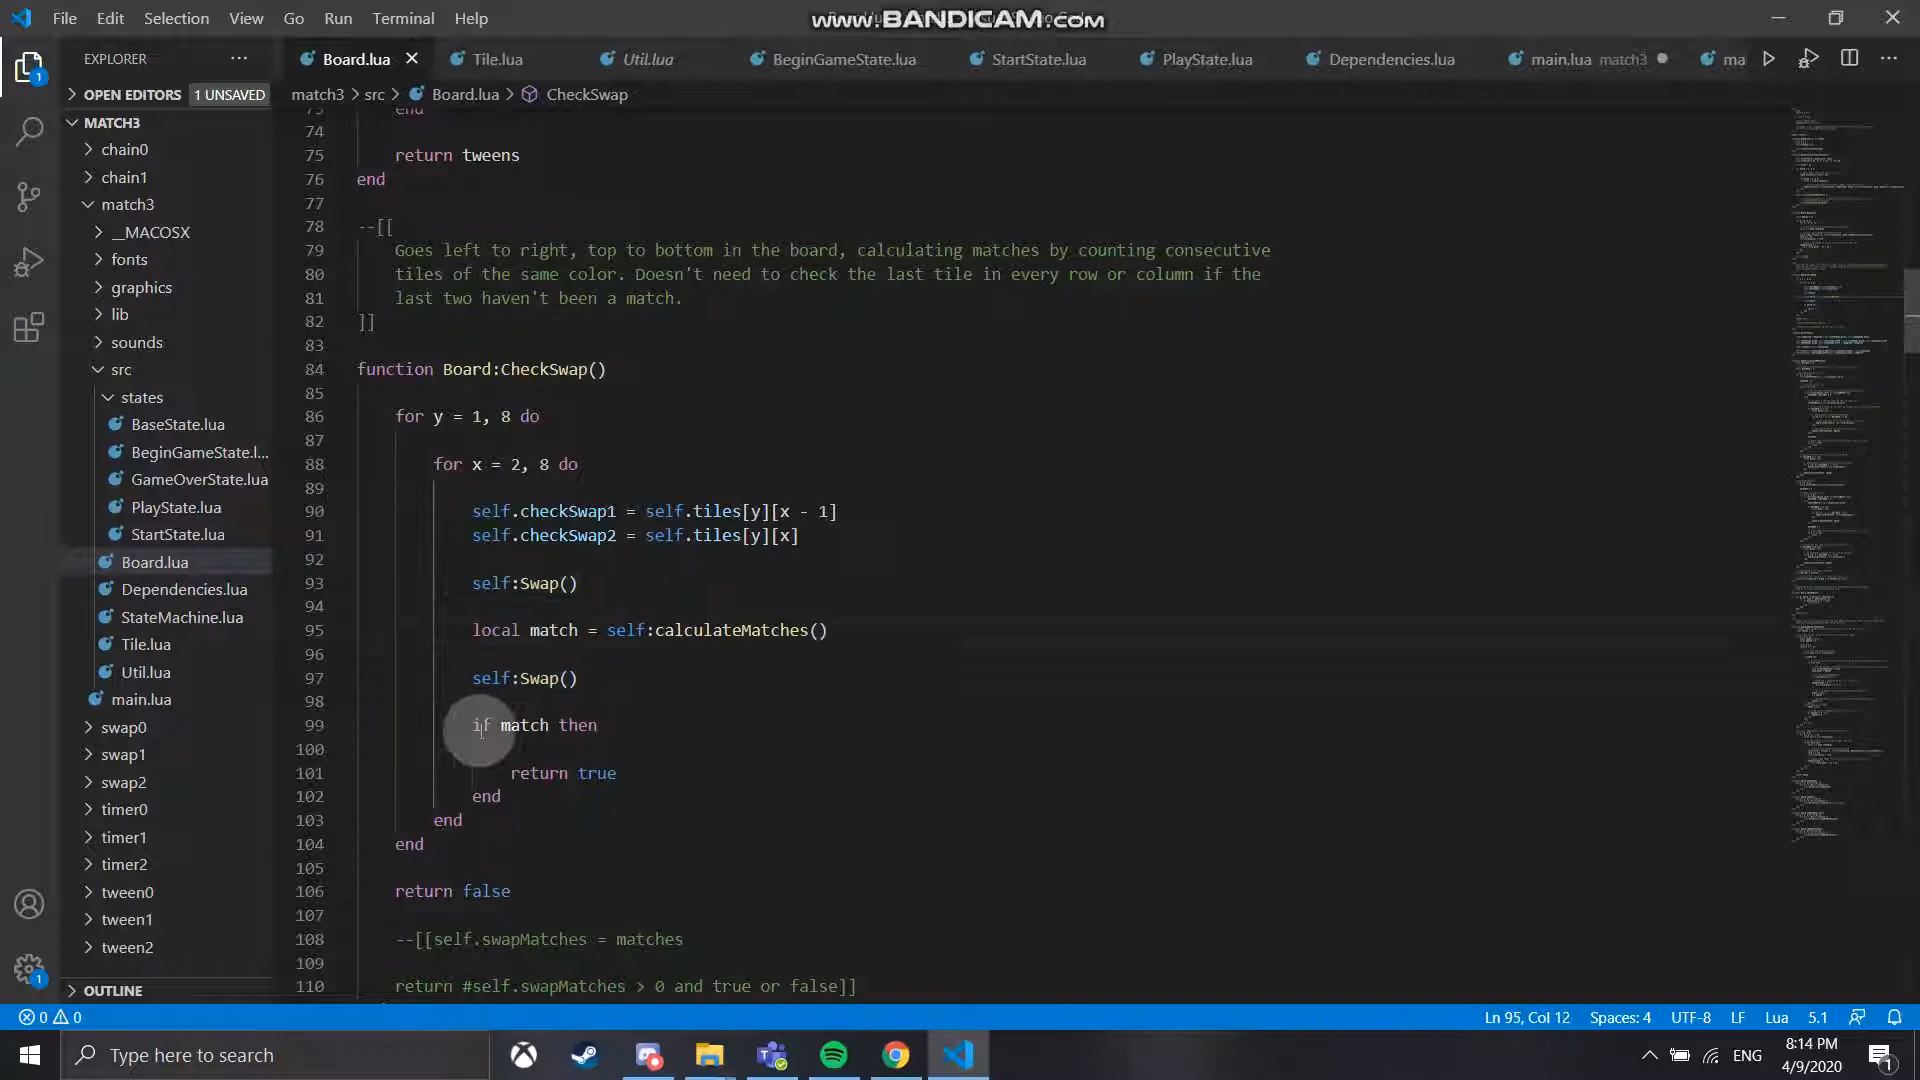 File Edit Selection View Go Run Terminal Help
www.BANDICAM.com
EXPLORER
Board.lua
Tile.lua
Util.lua
BeginGameState.lua
StartState.lua
PlayState.lua
Dependencies.lua
main.lua match3
ma
OPEN EDITORS 1 UNSAVED
match3 > src > Board.lua > CheckSwap
MATCH3
chain0
chain1
match3
__MACOSX
fonts
graphics
lib
sounds
src
states
BaseState.lua
BeginGameState.l...
GameOverState.lua
PlayState.lua
StartState.lua
Board.lua
Dependencies.lua
StateMachine.lua
Tile.lua
Util.lua
main.lua
swap0
swap1
swap2
timer0
timer1
timer2
tween0
tween1
tween2
OUTLINE
73 end
74
75 return tweens
76 end
77
78 --[[
79 Goes left to right, top to bottom in the board, calculating matches by counting consecutive
80 tiles of the same color. Doesn't need to check the last tile in every row or column if the
81 last two haven't been a match.
82 ]]
83
84 function Board:CheckSwap()
85
86 for y = 1, 8 do
87
88 for x = 2, 8 do
89
90 self.checkSwap1 = self.tiles[y][x - 1]
91 self.checkSwap2 = self.tiles[y][x]
92
93 self:Swap()
94
95 local match = self:calculateMatches()
96
97 self:Swap()
98
99 if match then
100
101 return true
102 end
103 end
104 end
105
106 return false
107
108 --[[self.swapMatches = matches
109
110 return #self.swapMatches > 0 and true or false]]
0 0
Ln 95, Col 12 Spaces: 4 UTF-8 LF Lua 5.1
Type here to search
ENG
8:14 PM
4/9/2020
1